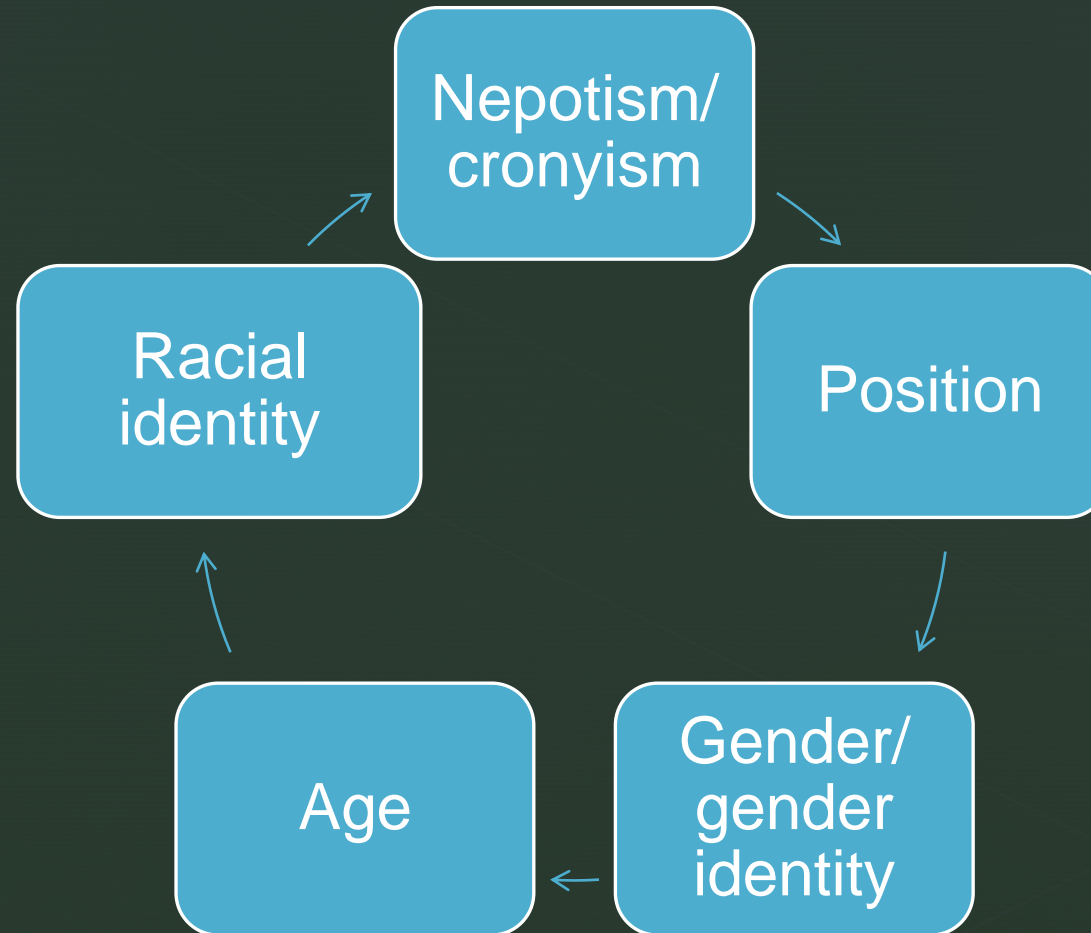 Nepotism/
cronyism
Position
Gender/
gender
identity
Age
Racial
identity